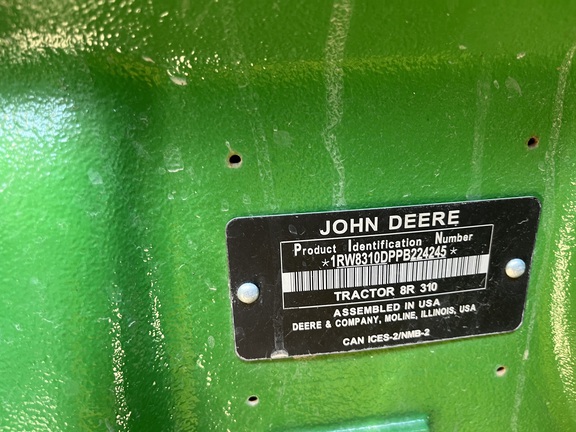 JOHN DEERE
Product Identification Number
*1RW8310DPPB224245*
TRACTOR 8R 310
ASSEMBLED IN USA
DEERE & COMPANY, MOLINE, ILLINOIS, USA
CAN ICES-2/NMB-2